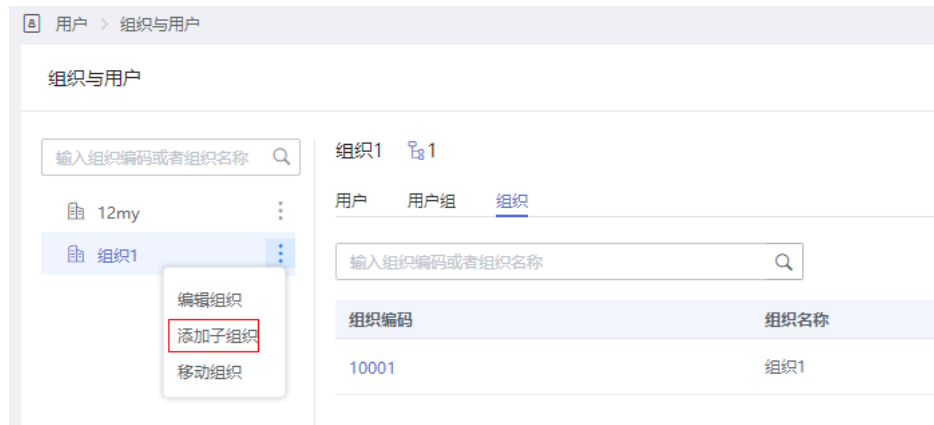 用户 > 组织与用户
组织与用户
输入组织编码或者组织名称
12my
组织1
编辑组织
添加子组织
移动组织
组织1 1
用户 用户组 组织
输入组织编码或者组织名称
组织编码 组织名称
10001 组织1